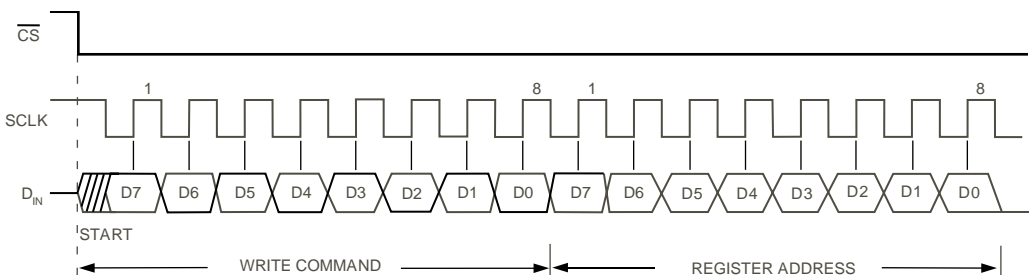 CS
1 8 1 8
SCLK
D7 D6 D5 D4 D3 D2 D1 D0 D7 D6 D5 D4 D3 D2 D1 D0
DIN
START
WRITE COMMAND REGISTER ADDRESS